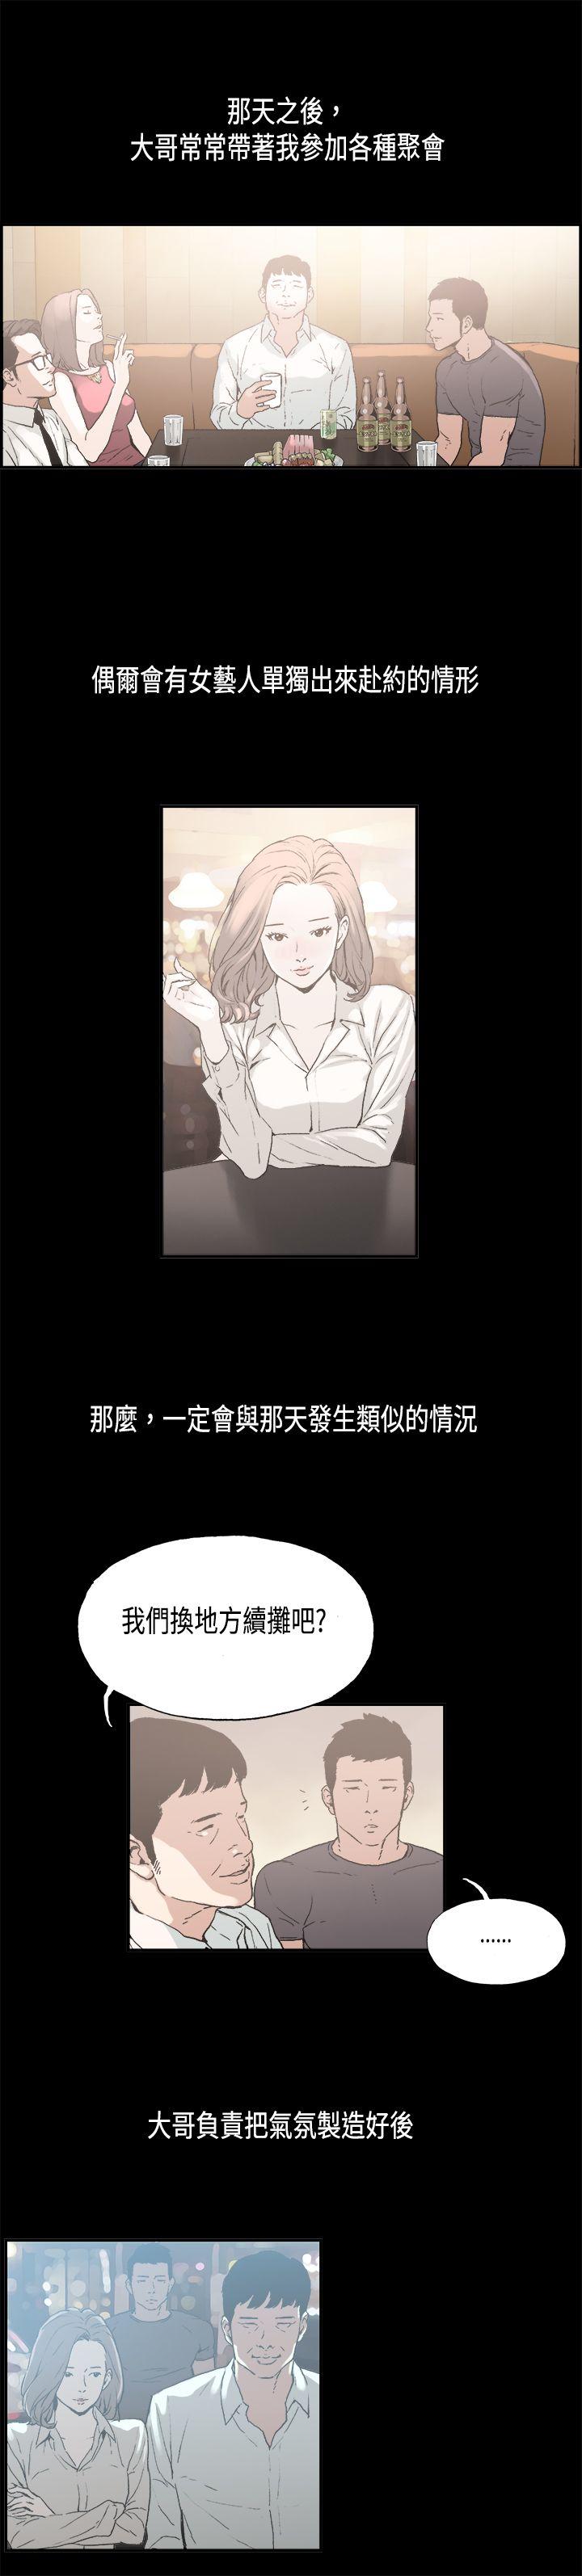 那天之後，
大哥常常帶著我參加各種聚會
偶爾會有女藝人單獨出來赴約的情形
那麼，一定會與那天發生類似的情況
我們換地方續攤吧?
......
大哥負責把氣氛製造好後